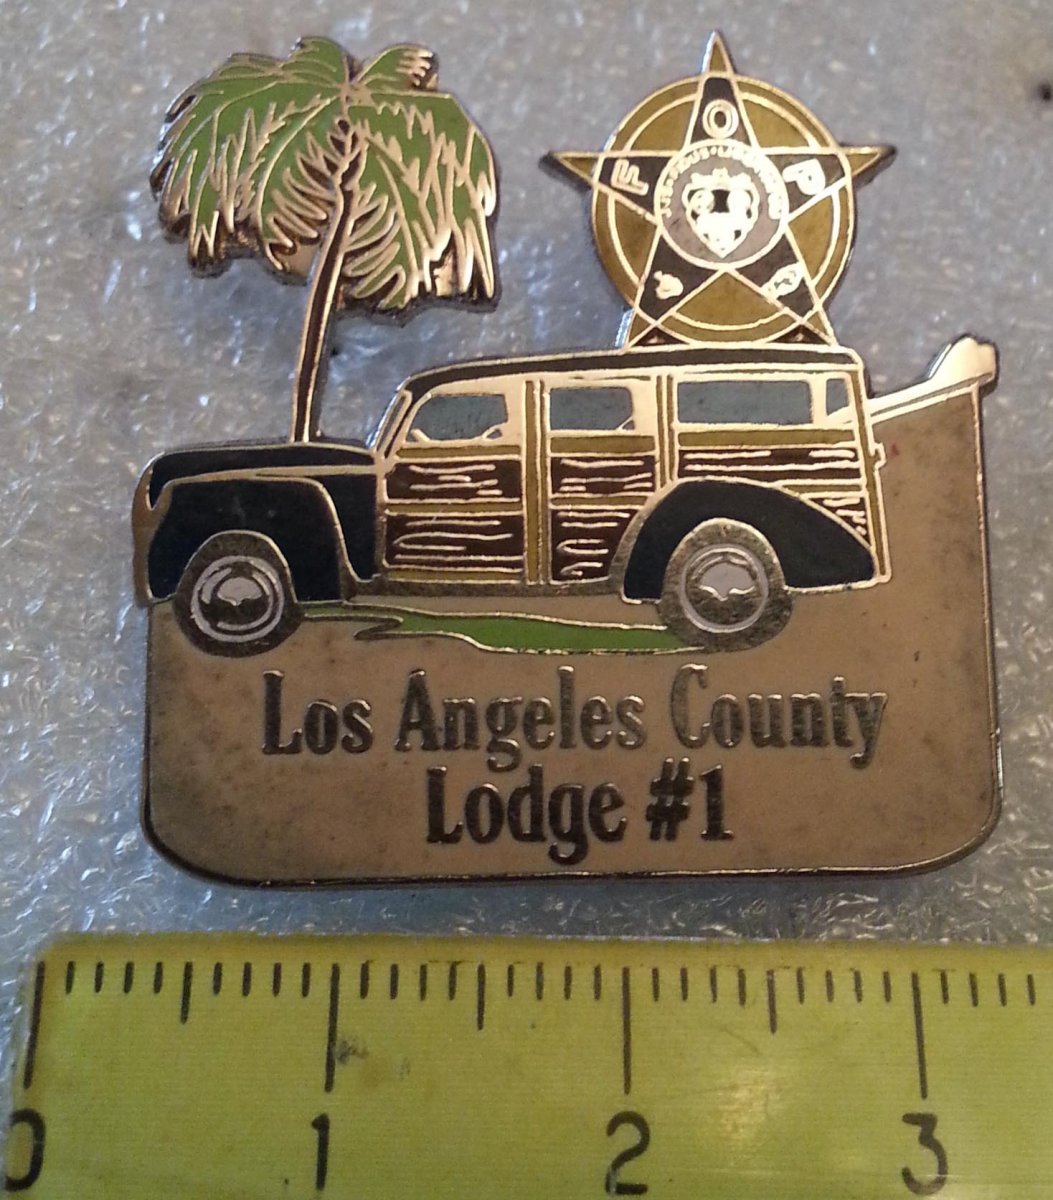 F O P
Los Angeles County
Lodge #1
0 1 2 3